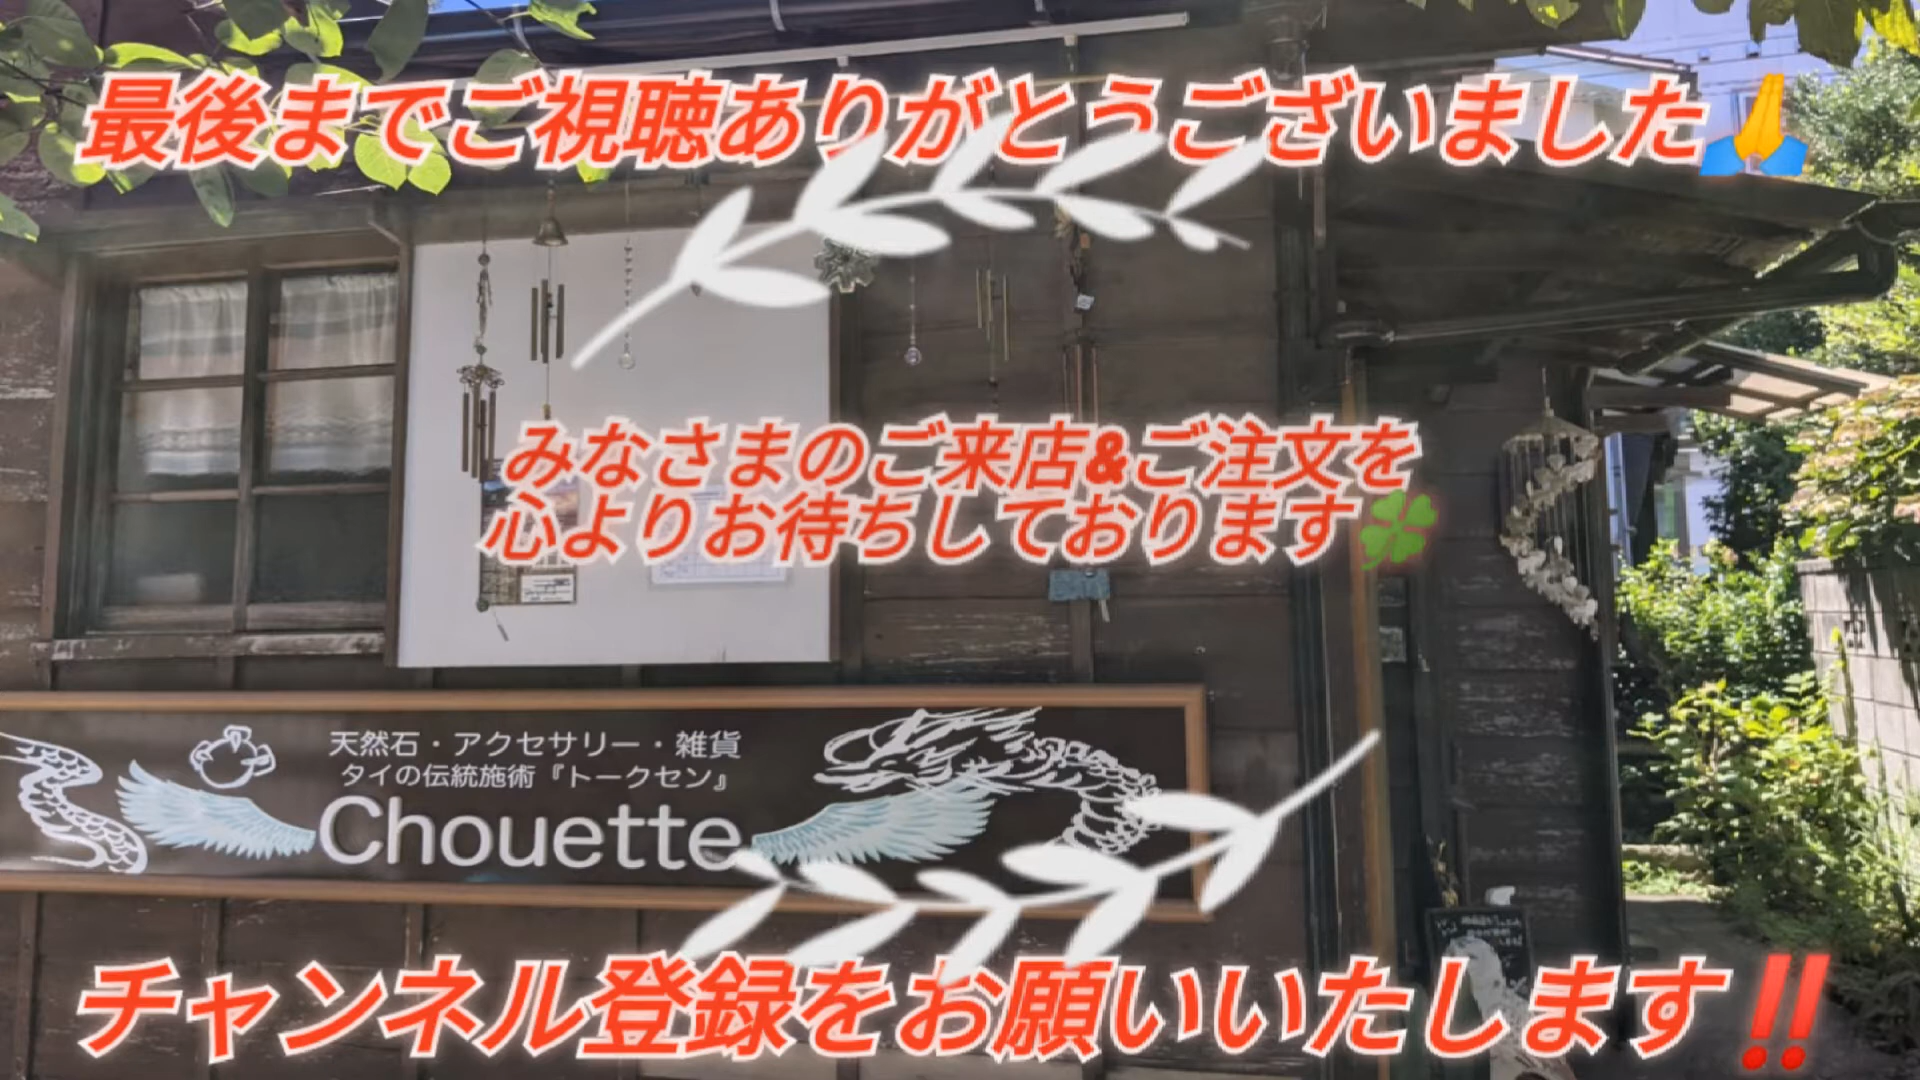 最後までご視聴ありがとうございました🙏
みなさまのご来店&ご注文を
心よりお待ちしております🍀
天然石・アクセサリー・雑貨
タイの伝統施術『トークセン』
Chouette
チャンネル登録をお願いいたします‼